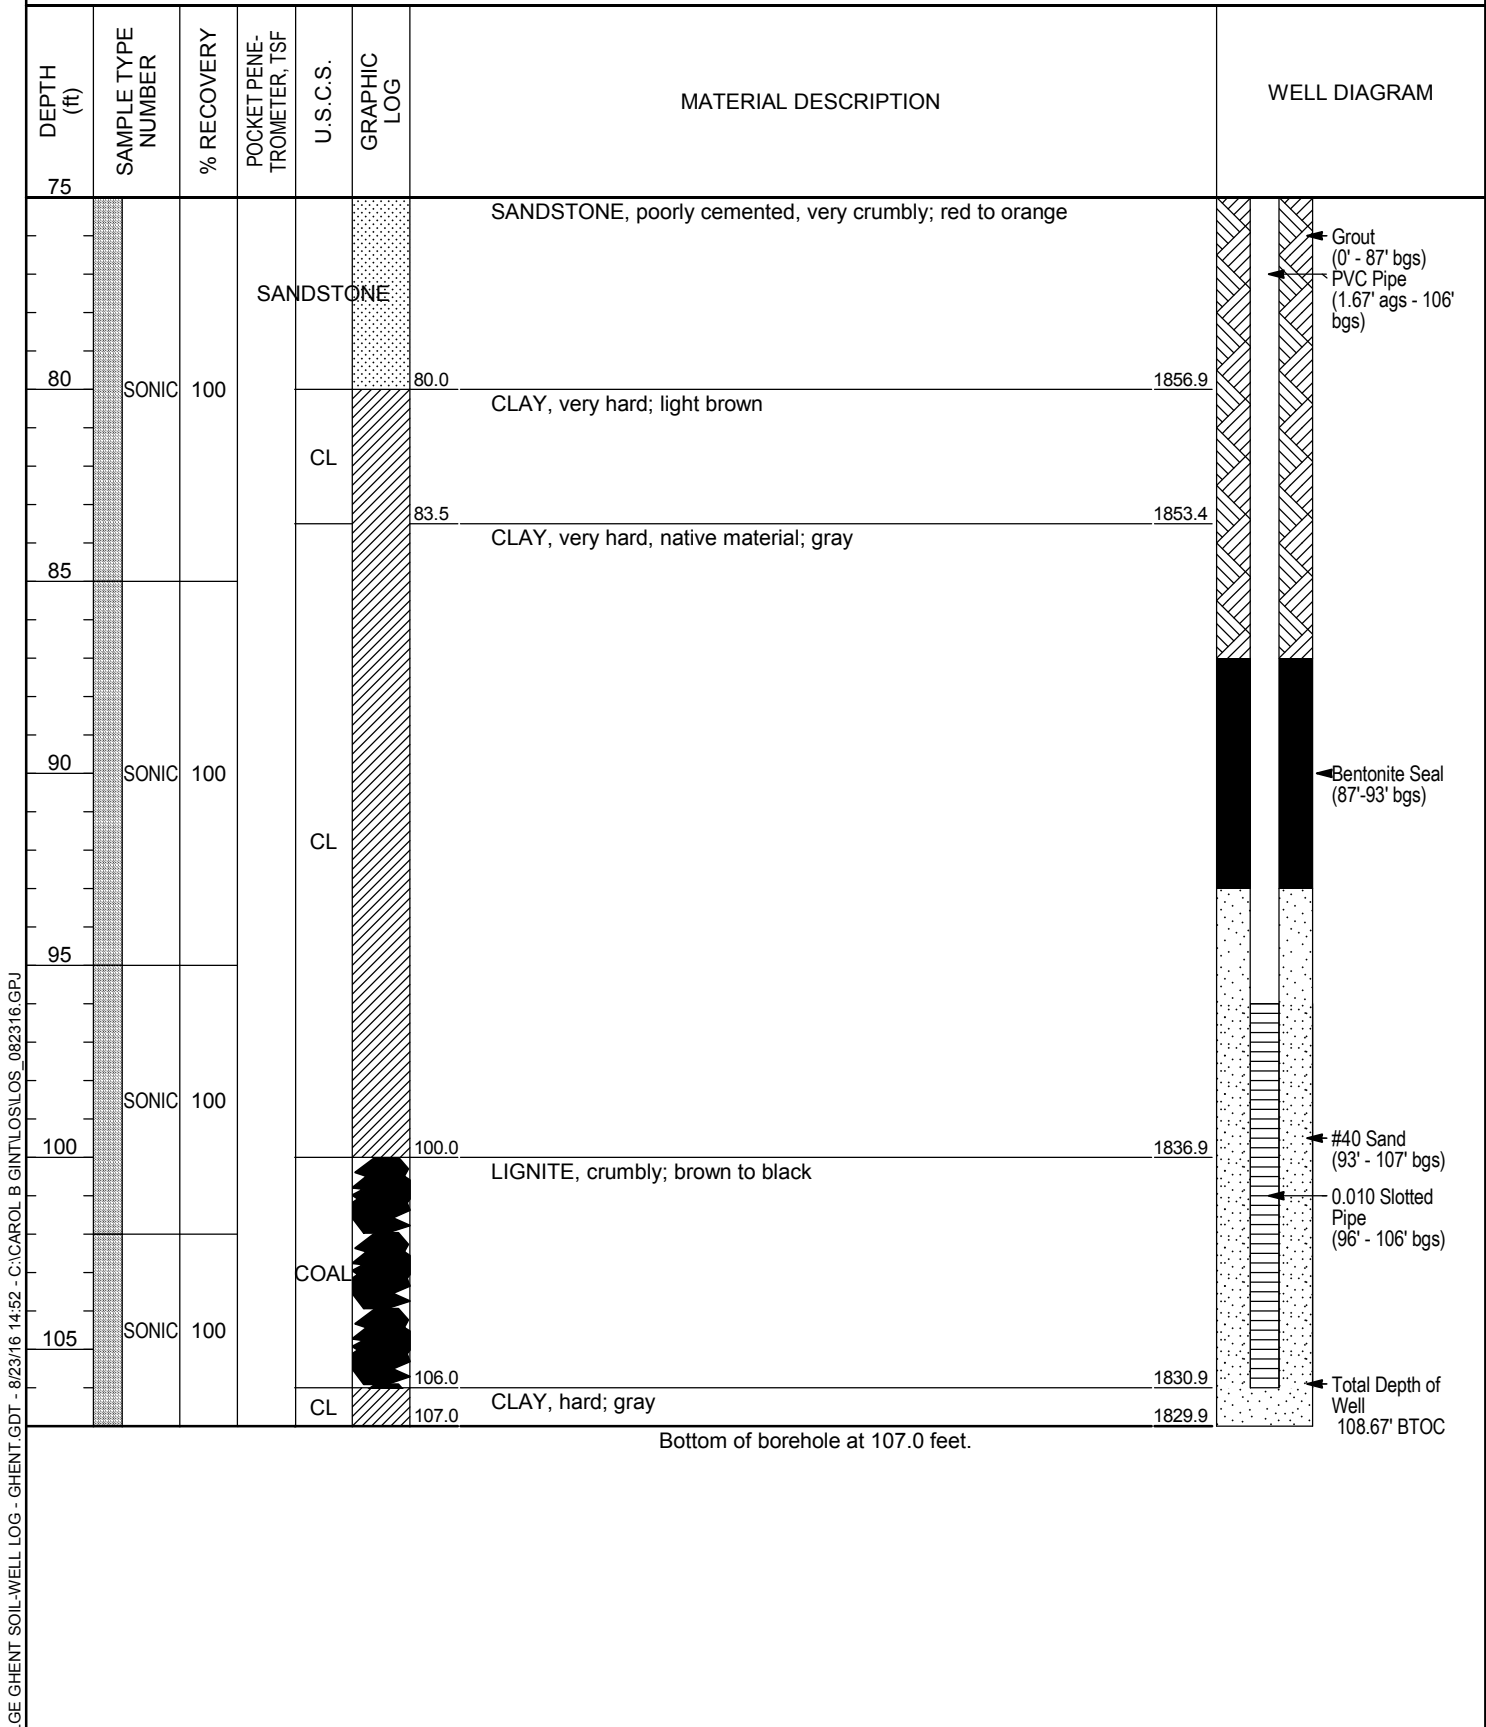 DEPTH
(ft)
SAMPLE TYPE
NUMBER
% RECOVERY
POCKET PENE-
TROMETER, TSF
U.S.C.S.
GRAPHIC
LOG
MATERIAL DESCRIPTION
WELL DIAGRAM
75
SANDSTONE, poorly cemented, very crumbly; red to orange
Grout
(0' - 87' bgs)
PVC Pipe
(1.67' ags - 106'
bgs)
SANDSTONE
80
SONIC 100
80.0 1856.9
CLAY, very hard; light brown
CL
83.5 1853.4
CLAY, very hard, native material; gray
85
90
SONIC 100
Bentonite Seal
(87'-93' bgs)
CL
95
SONIC 100
100
100.0 1836.9
#40 Sand
(93' - 107' bgs)
LIGNITE, crumbly; brown to black
0.010 Slotted
Pipe
(96' - 106' bgs)
COAL
105
SONIC 100
106.0 1830.9
Total Depth of
Well
108.67' BTOC
CL
CLAY, hard; gray
107.0 1829.9
Bottom of borehole at 107.0 feet.
GE GHENT SOIL-WELL LOG - GHENT.GDT - 8/23/16 14:52 - C:\CAROL B GINT\LOS\LOS_082316.GPJ